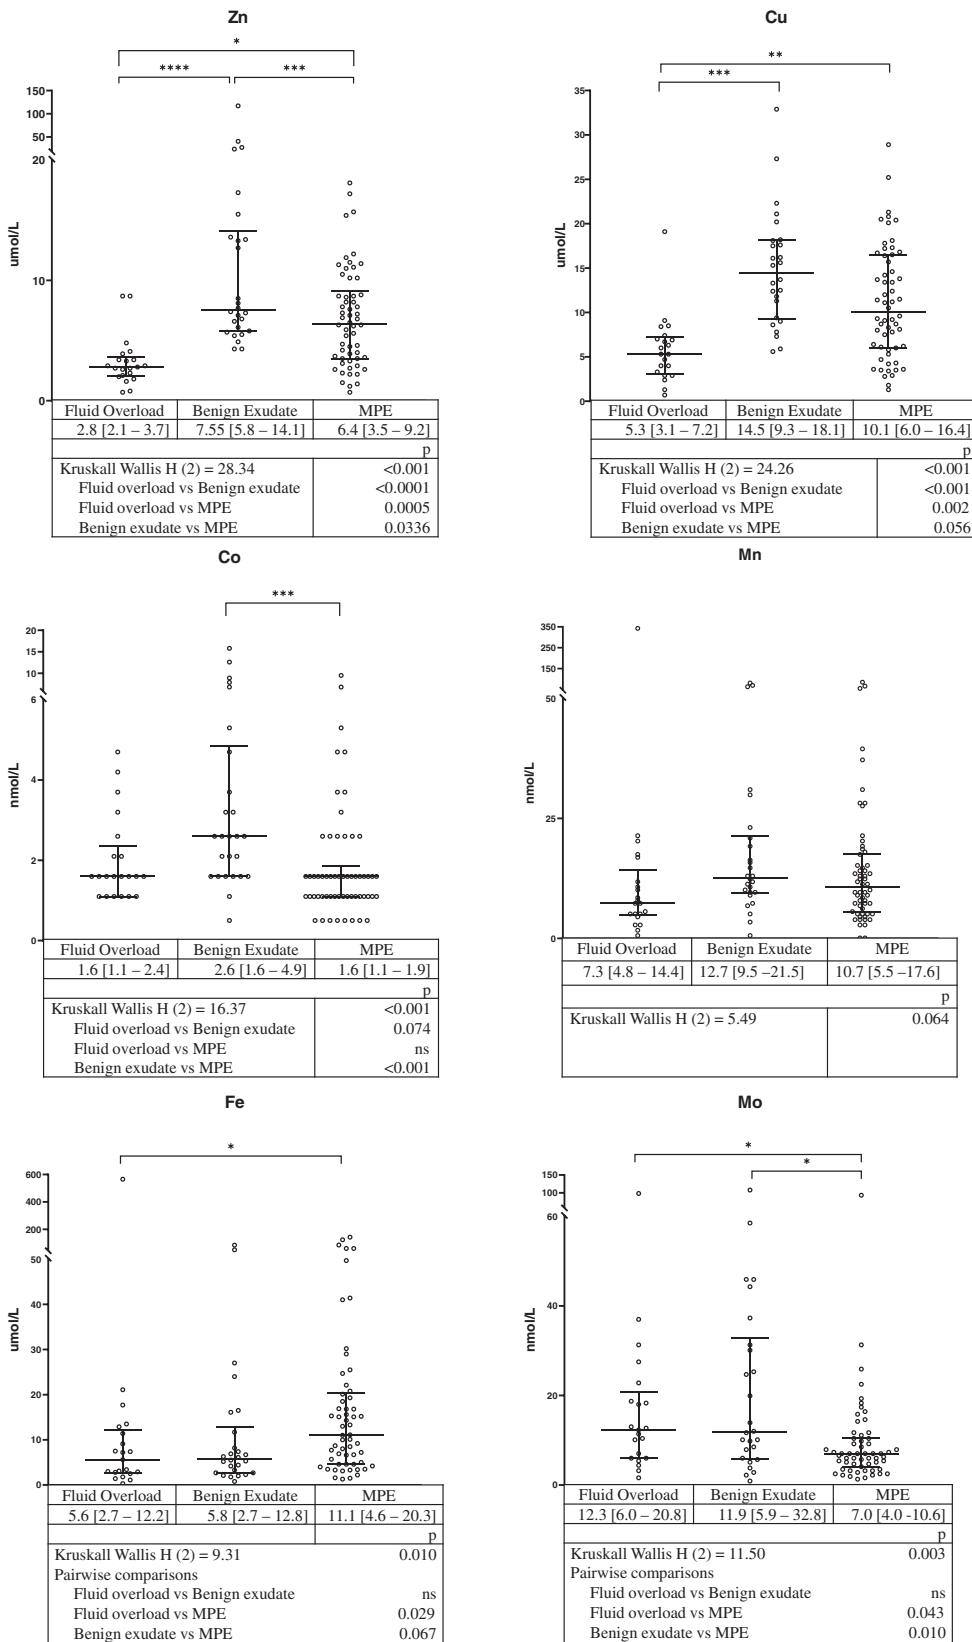 Zn
*
****
***
150
100
50
20
10
0
umol/L
Fluid Overload Benign Exudate MPE
2.8 [2.1 – 3.7] 7.55 [5.8 – 14.1] 6.4 [3.5 – 9.2]
p
Kruskall Wallis H (2) = 28.34 <0.001
Fluid overload vs Benign exudate <0.0001
Fluid overload vs MPE 0.0005
Benign exudate vs MPE 0.0336
Cu
**
***
35
30
25
20
15
10
5
0
umol/L
Fluid Overload Benign Exudate MPE
5.3 [3.1 – 7.2] 14.5 [9.3 – 18.1] 10.1 [6.0 – 16.4]
p
Kruskall Wallis H (2) = 24.26 <0.001
Fluid overload vs Benign exudate <0.001
Fluid overload vs MPE 0.002
Benign exudate vs MPE 0.056
Co
***
20
15
10
6
4
2
0
nmol/L
Fluid Overload Benign Exudate MPE
1.6 [1.1 – 2.4] 2.6 [1.6 – 4.9] 1.6 [1.1 – 1.9]
p
Kruskall Wallis H (2) = 16.37 <0.001
Fluid overload vs Benign exudate 0.074
Fluid overload vs MPE ns
Benign exudate vs MPE <0.001
Mn
350
250
150
50
25
0
nmol/L
Fluid Overload Benign Exudate MPE
7.3 [4.8 – 14.4] 12.7 [9.5 –21.5] 10.7 [5.5 –17.6]
p
Kruskall Wallis H (2) = 5.49 0.064
Fe
*
600
400
200
50
40
30
20
10
0
umol/L
Fluid Overload Benign Exudate MPE
5.6 [2.7 – 12.2] 5.8 [2.7 – 12.8] 11.1 [4.6 – 20.3]
p
Kruskall Wallis H (2) = 9.31 0.010
Pairwise comparisons
Fluid overload vs Benign exudate ns
Fluid overload vs MPE 0.029
Benign exudate vs MPE 0.067
Mo
*
*
150
100
60
40
20
0
nmol/L
Fluid Overload Benign Exudate MPE
12.3 [6.0 – 20.8] 11.9 [5.9 – 32.8] 7.0 [4.0 -10.6]
p
Kruskall Wallis H (2) = 11.50 0.003
Pairwise comparisons
Fluid overload vs Benign exudate ns
Fluid overload vs MPE 0.043
Benign exudate vs MPE 0.010